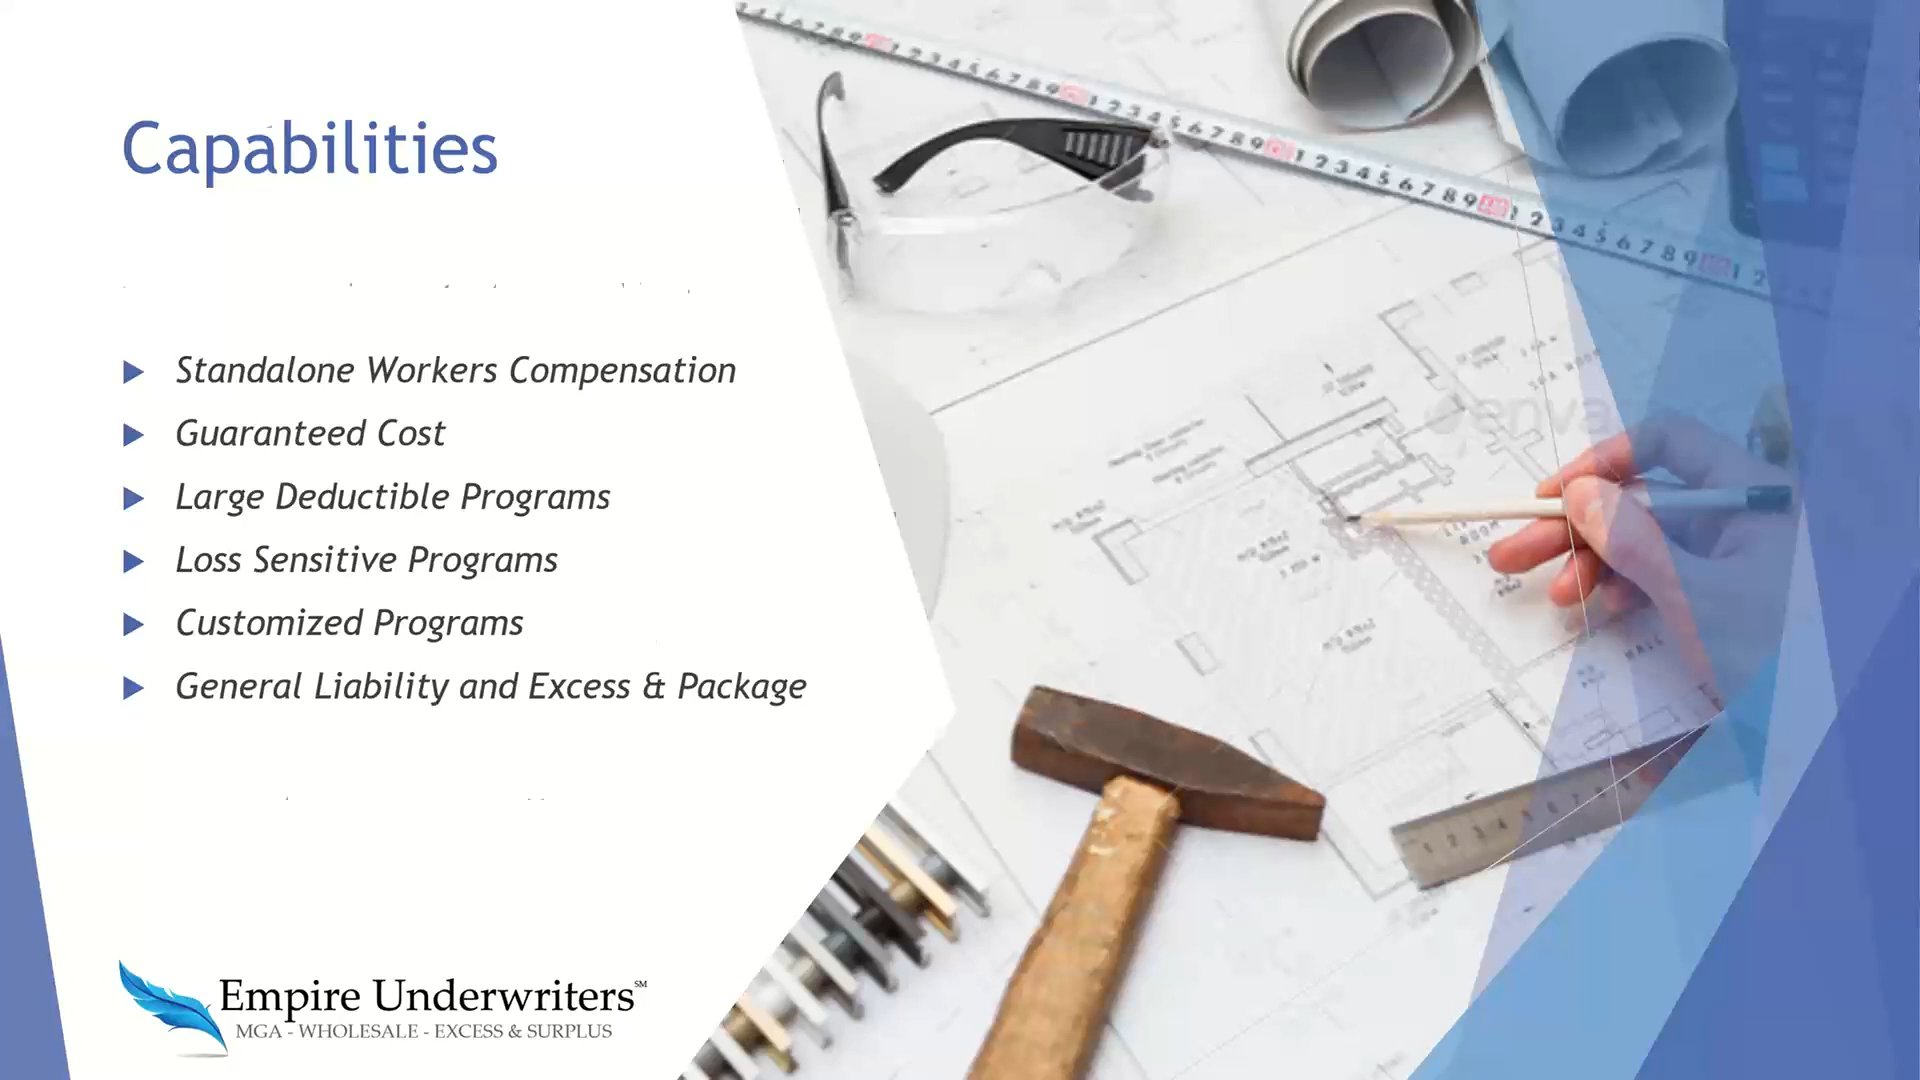 Capabilities
Standalone Workers Compensation
Guaranteed Cost
Large Deductible Programs
Loss Sensitive Programs
Customized Programs
General Liability and Excess & Package
Empire Underwriters℠
MGA - WHOLESALE - EXCESS & SURPLUS